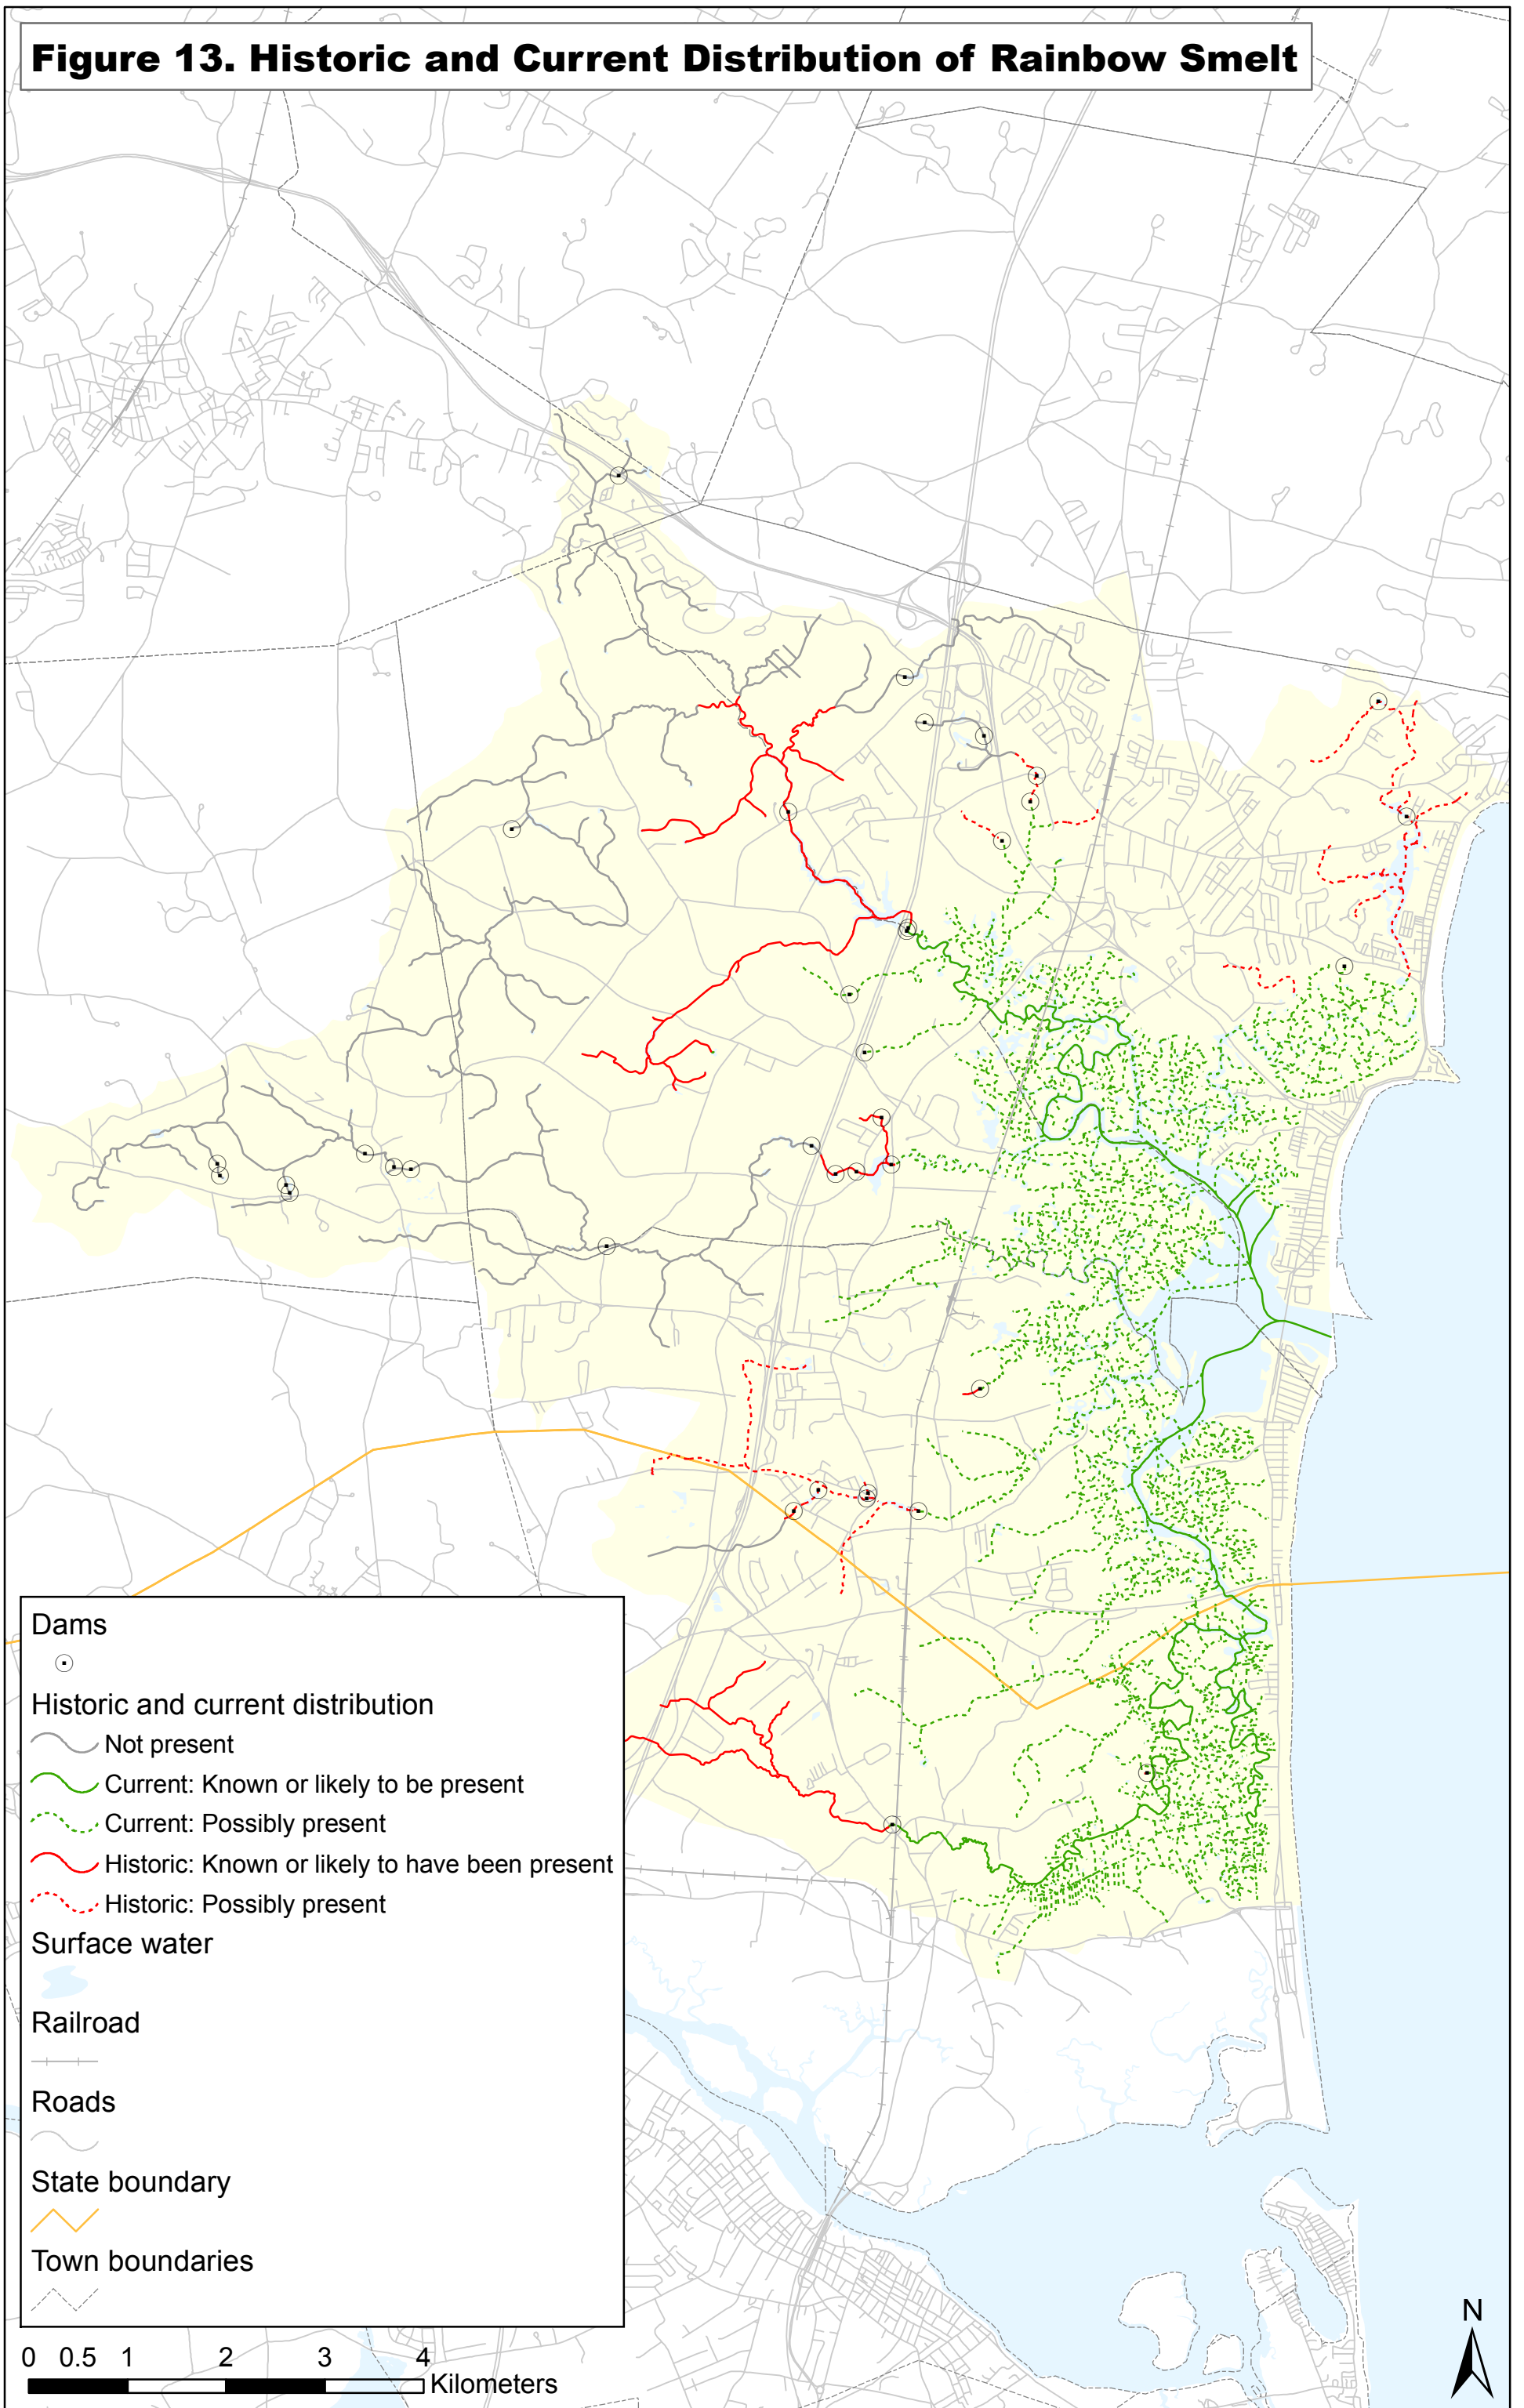 Figure 13. Historic and Current Distribution of Rainbow Smelt
Dams
Historic and current distribution
Not present
Current: Known or likely to be present
Current: Possibly present
Historic: Known or likely to have been present
Historic: Possibly present
Surface water
Railroad
Roads
State boundary
Town boundaries
N
0 0.5 1 2 3 4
Kilometers